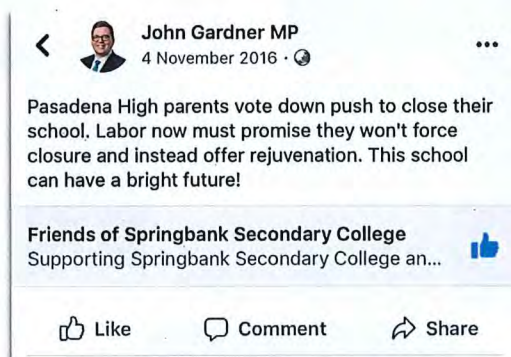 John Gardner MP
4 November 2016 ·
Pasadena High parents vote down push to close their
school. Labor now must promise they won't force
closure and instead offer rejuvenation. This school
can have a bright future!
Friends of Springbank Secondary College
Supporting Springbank Secondary College an...
Like Comment Share